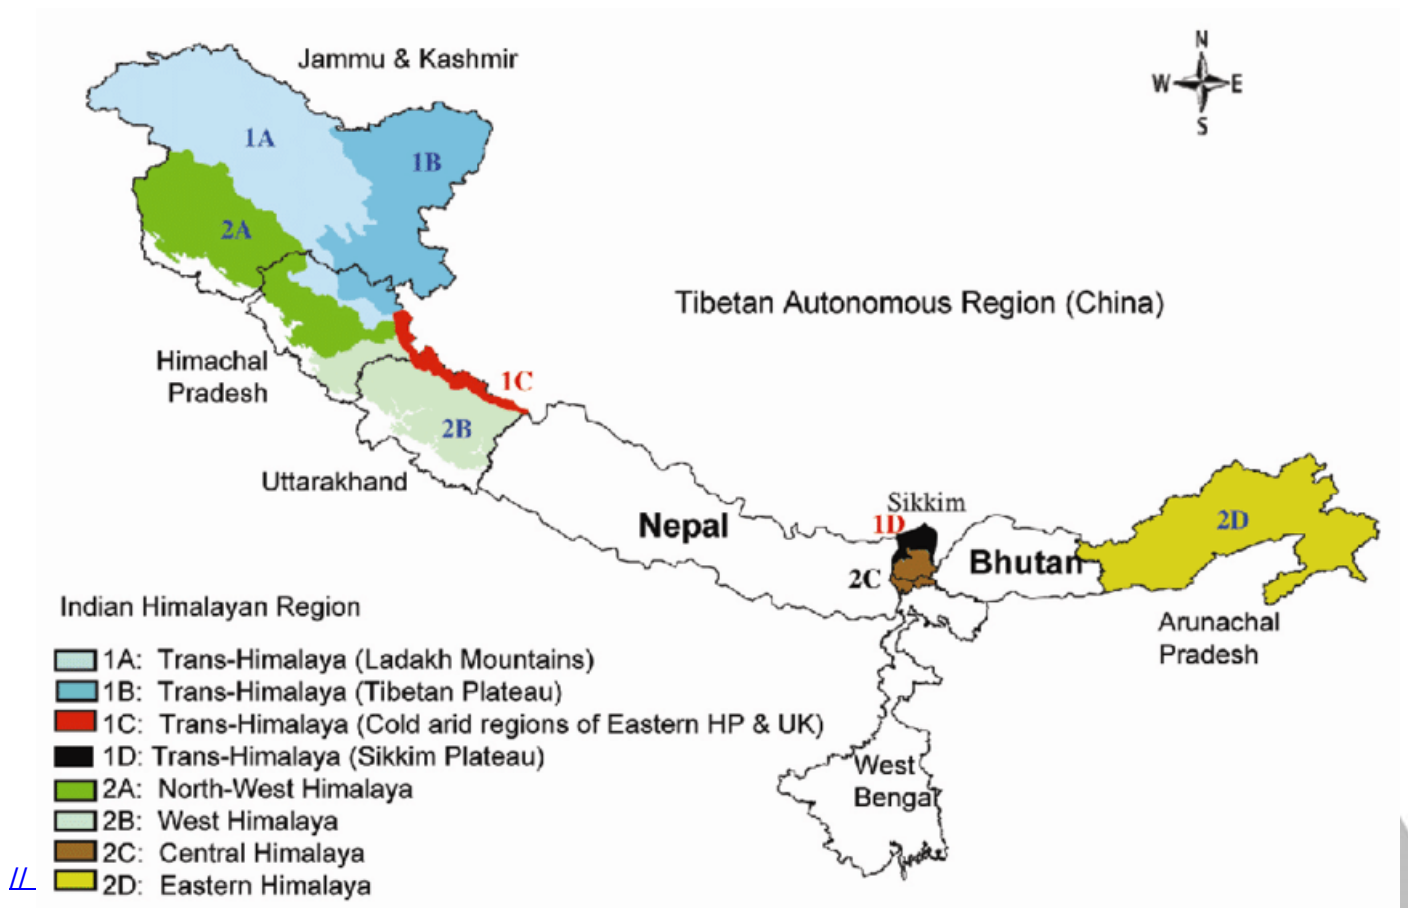 Jammu & Kashmir
N
W E
S
1A
1B
2A
Tibetan Autonomous Region (China)
Himachal
Pradesh
1C
2B
Uttarakhand
Sikkim
1D
Nepal
2D
Bhutan
2C
Indian Himalayan Region
Arunachal
Pradesh
1A: Trans-Himalaya (Ladakh Mountains)
1B: Trans-Himalaya (Tibetan Plateau)
1C: Trans-Himalaya (Cold arid regions of Eastern HP & UK)
1D: Trans-Himalaya (Sikkim Plateau)
2A: North-West Himalaya
2B: West Himalaya
2C: Central Himalaya
2D: Eastern Himalaya
West
Bengal
//